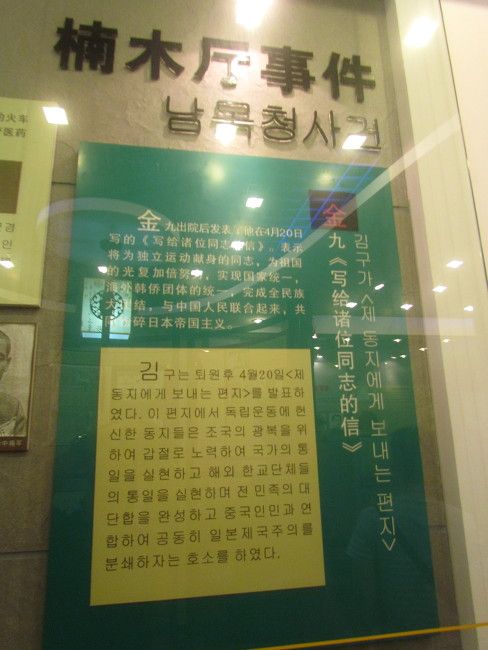 楠木厅事件
남목청사건
金九出院后发表了他在4月20日
写的《写给诸位同志的信》。表示
将为独立运动献身的同志，为祖国
的光复加倍努力，实现国家统一，
海外韩侨团体的统一，完成全民族
大团结，与中国人民联合起来，共
同粉碎日本帝国主义。
김구는 퇴원후 4월20일<제
동지에게 보내는 편지>를 발표하
였다. 이 편지에서 독립운동에 헌
신한 동지들은 조국의 광복을 위
하여 갑절로 노력하여 국가의 통
일을 실현하고 해외 한교단체들
의 통일을 실현하며 전 민족의 대
단합을 완성하고 중국인민과 연
합하여 공동히 일본제국주의를
분쇄하자는 호소를 하였다.
金九《写给诸位同志的信》
김구가<제 동지에게 보내는 편지>
的火车
医药